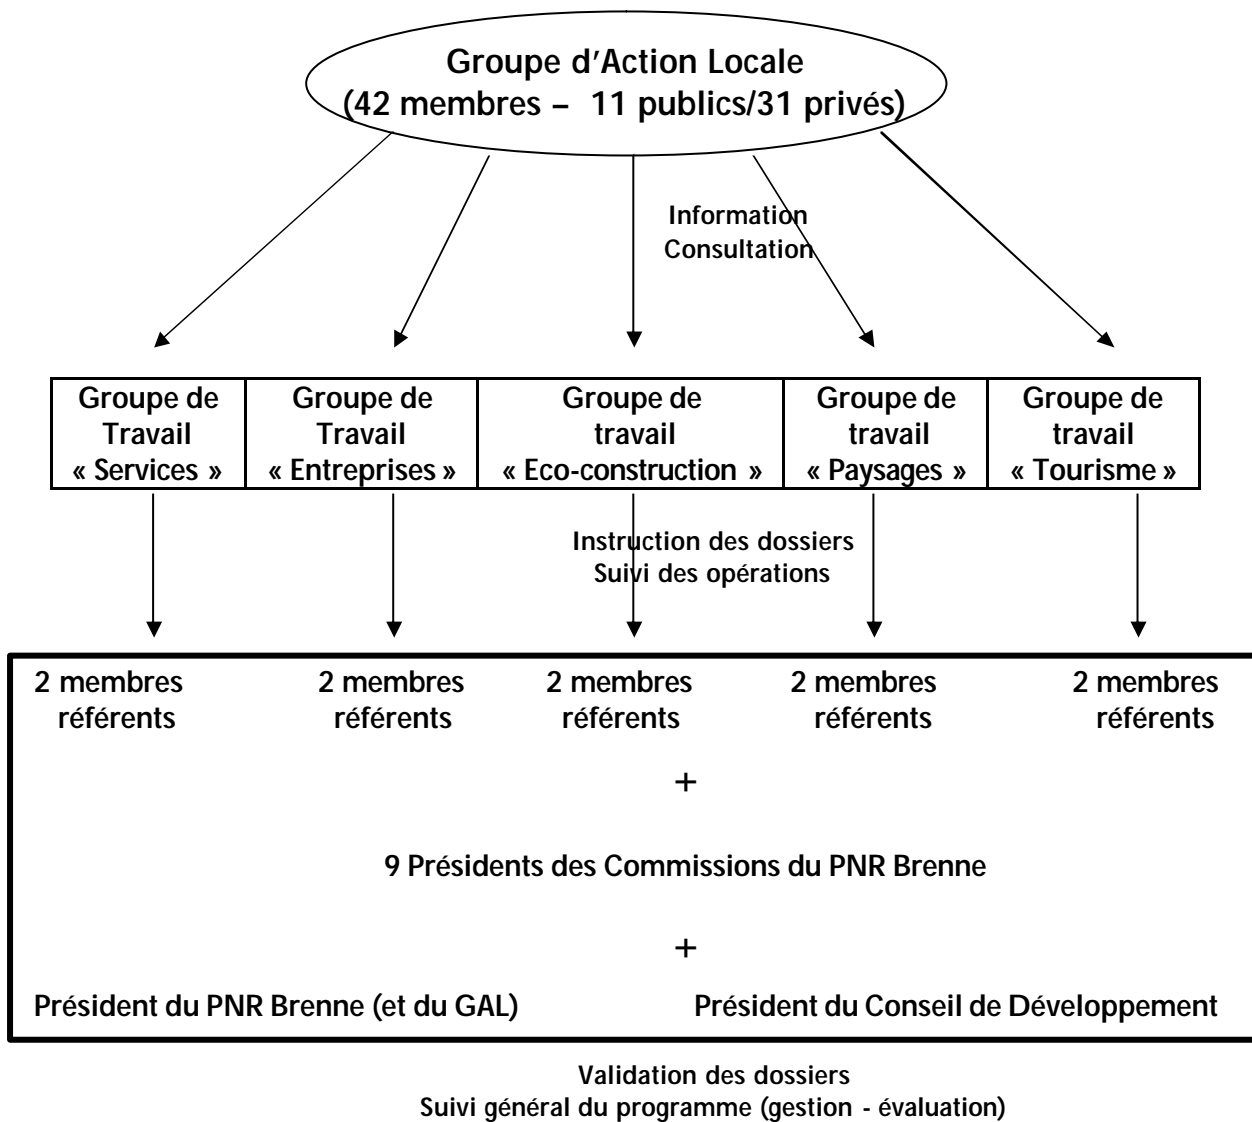 Groupe d'Action Locale
(42 membres – 11 publics/31 privés)
Information
Consultation
Groupe de
Travail
« Services »
Groupe de
Travail
« Entreprises »
Groupe de
travail
« Eco-construction »
Groupe de
travail
« Paysages »
Groupe de
travail
« Tourisme »
Instruction des dossiers
Suivi des opérations
2 membres
référents
2 membres
référents
2 membres
référents
2 membres
référents
2 membres
référents
+
9 Présidents des Commissions du PNR Brenne
+
Président du PNR Brenne (et du GAL)
Président du Conseil de Développement
Validation des dossiers
Suivi général du programme (gestion - évaluation)